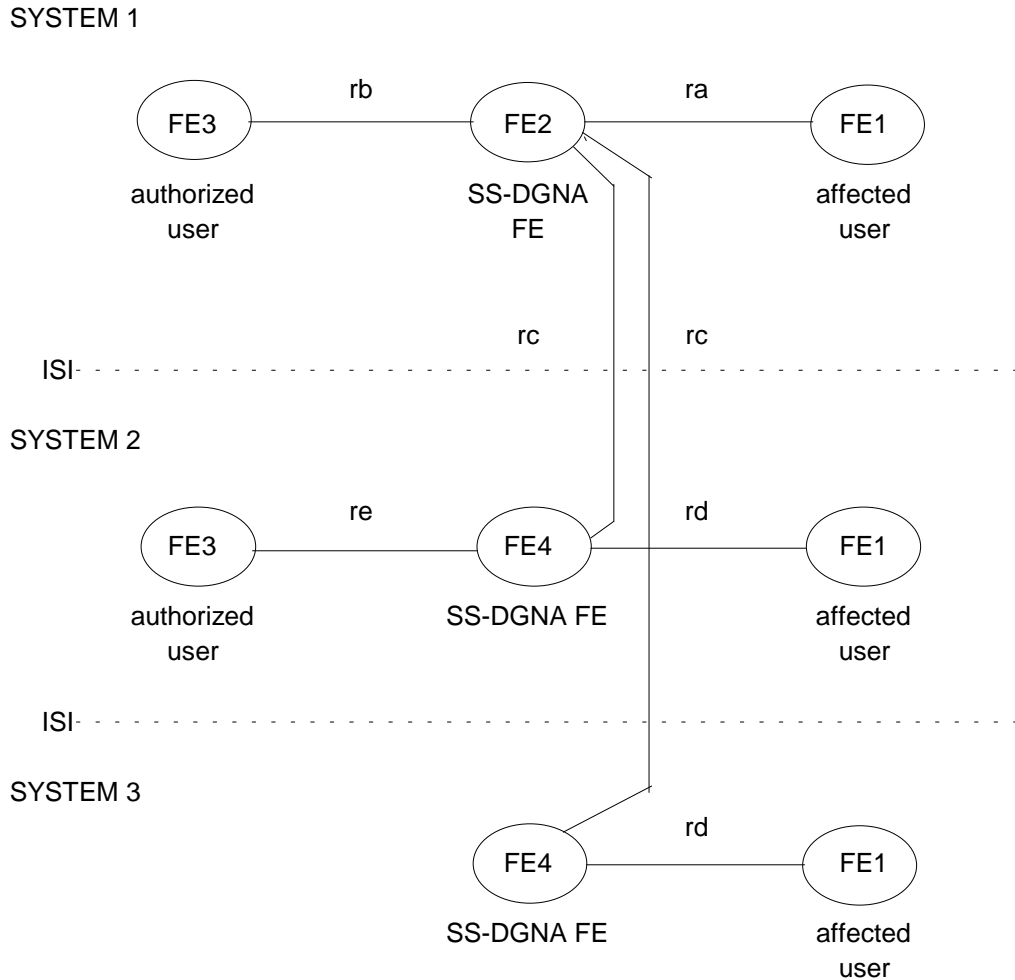 SYSTEM 1
rb
ra
FE3
FE2
FE1
authorized
user
SS-DGNA
FE
affected
user
rc
rc
ISI
SYSTEM 2
re
rd
FE3
FE4
FE1
authorized
user
SS-DGNA FE
affected
user
ISI
SYSTEM 3
rd
FE4
FE1
SS-DGNA FE
affected
user